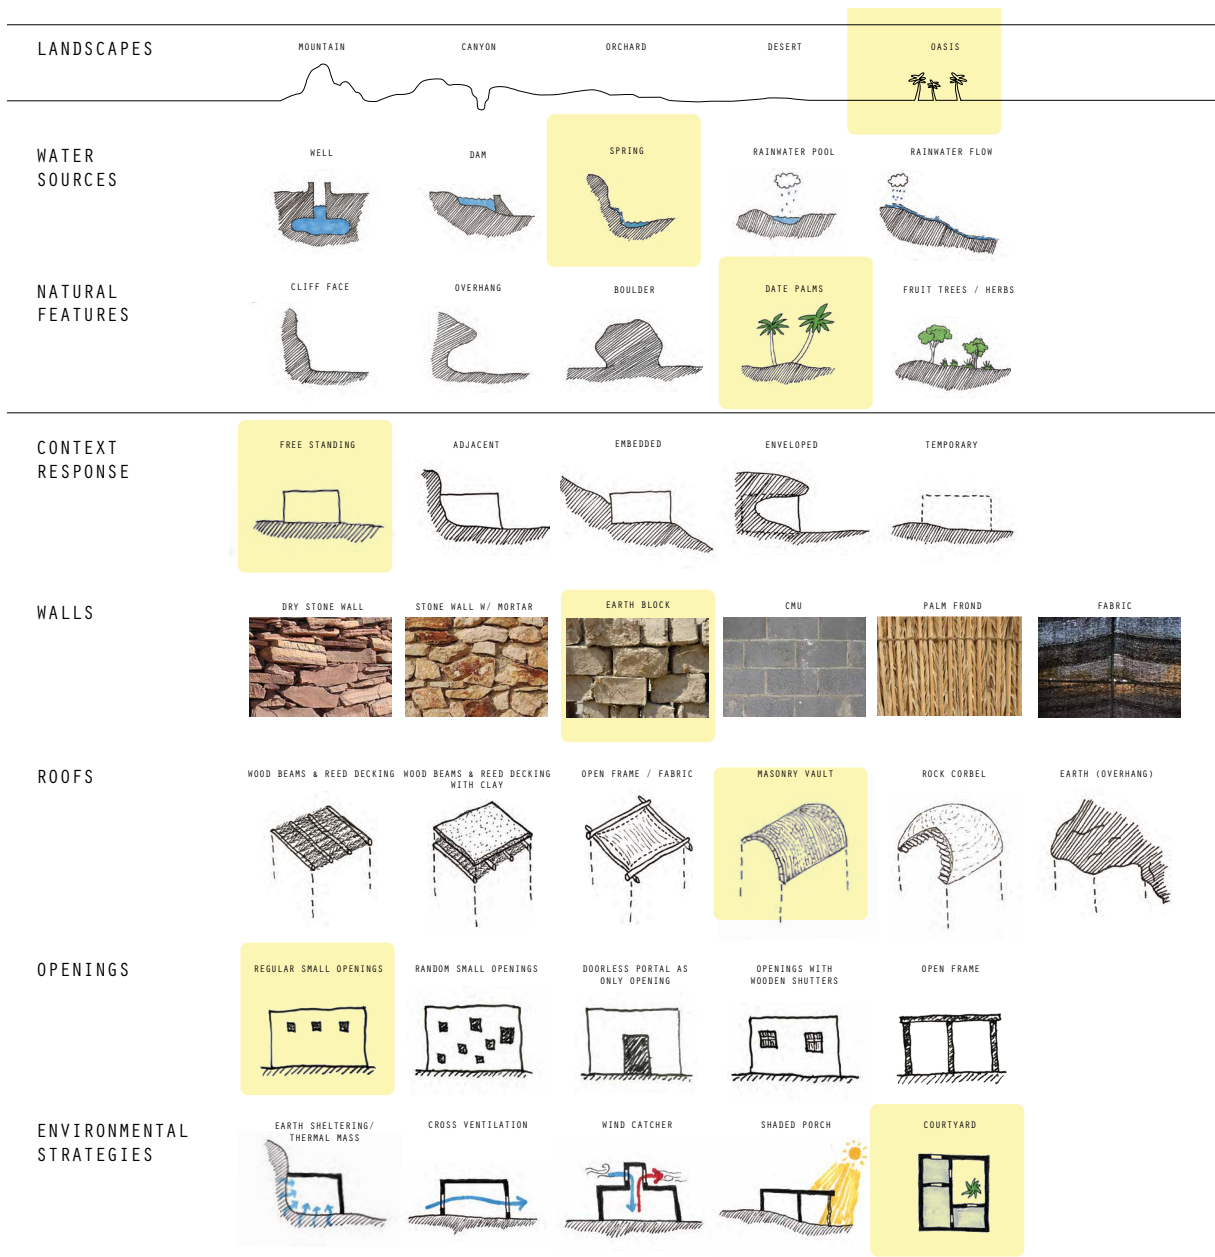 LANDSCAPES
MOUNTAIN
CANYON
ORCHARD
DESERT
OASIS
WATER
SOURCES
WELL
DAM
SPRING
RAINWATER POOL
RAINWATER FLOW
NATURAL
FEATURES
CLIFF FACE
OVERHANG
BOULDER
DATE PALMS
FRUIT TREES / HERBS
CONTEXT
RESPONSE
FREE STANDING
ADJACENT
EMBEDDED
ENVELOPED
TEMPORARY
WALLS
DRY STONE WALL
STONE WALL W/ MORTAR
EARTH BLOCK
CMU
PALM FROND
FABRIC
ROOFS
WOOD BEAMS & REED DECKING
WOOD BEAMS & REED DECKING
WITH CLAY
OPEN FRAME / FABRIC
MASONRY VAULT
ROCK CORBEL
EARTH (OVERHANG)
OPENINGS
REGULAR SMALL OPENINGS
RANDOM SMALL OPENINGS
DOORLESS PORTAL AS
ONLY OPENING
OPENINGS WITH
WOODEN SHUTTERS
OPEN FRAME
ENVIRONMENTAL
STRATEGIES
EARTH SHELTERING/
THERMAL MASS
CROSS VENTILATION
WIND CATCHER
SHADED PORCH
COURTYARD